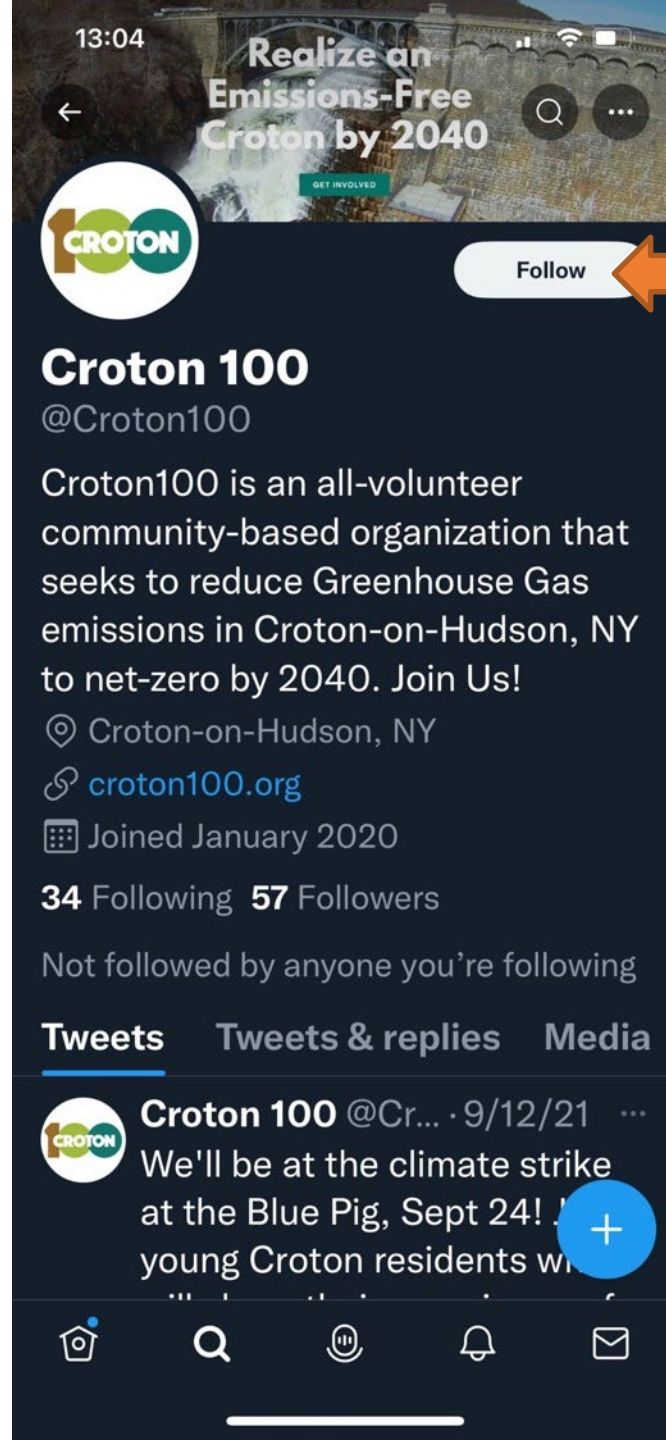 13:04
Realize an
Emissions-Free
Croton by 2040
GET INVOLVED
100
CROTON
Follow
Croton 100
@Croton100
Croton100 is an all-volunteer
community-based organization that
seeks to reduce Greenhouse Gas
emissions in Croton-on-Hudson, NY
to net-zero by 2040. Join Us!
Croton-on-Hudson, NY
croton100.org
Joined January 2020
34 Following 57 Followers
Not followed by anyone you’re following
Tweets Tweets & replies Media
CROTON
Croton 100 @Cr... · 9/12/21
We'll be at the climate strike
at the Blue Pig, Sept 24!
young Croton residents